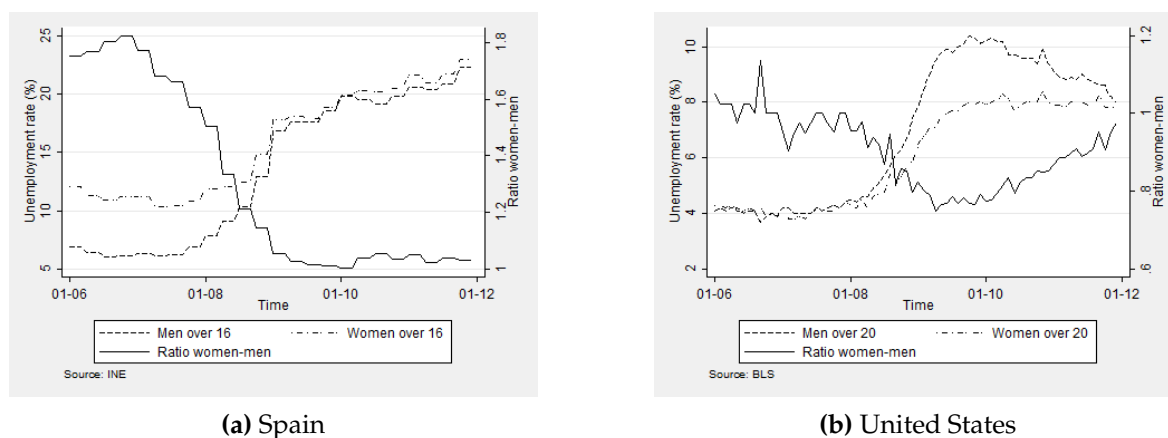 25
20
15
10
5
Unemployment rate (%)
1.8
1.6
1.4
1.2
1
Ratio women-men
01-06
01-08
01-10
01-12
Time
Men over 16
Women over 16
Ratio women-men
Source: INE
(a) Spain
10
8
6
4
2
Unemployment rate (%)
1.2
1
.8
.6
Ratio women-men
01-06
01-08
01-10
01-12
Time
Men over 20
Women over 20
Ratio women-men
Source: BLS
(b) United States